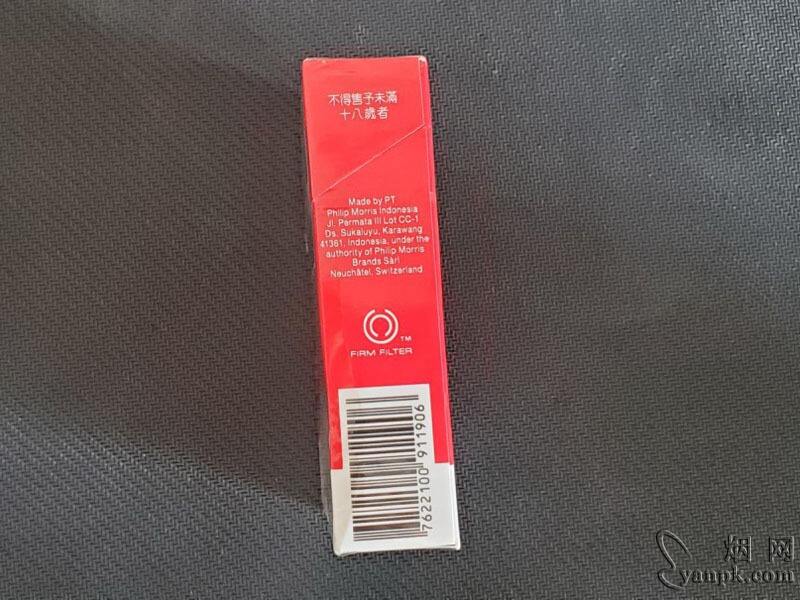 不得售予未滿
十八歲者
Made by PT
Philip Morris Indonesia
Jl. Permata III Lot CC-1
Ds. Sukaluyu, Karawang
41361, Indonesia, under the
authority of Philip Morris
Brands Sàrl
Neuchâtel, Switzerland
TM
FIRM FILTER
7622100 911906
烟网
yanpk.com